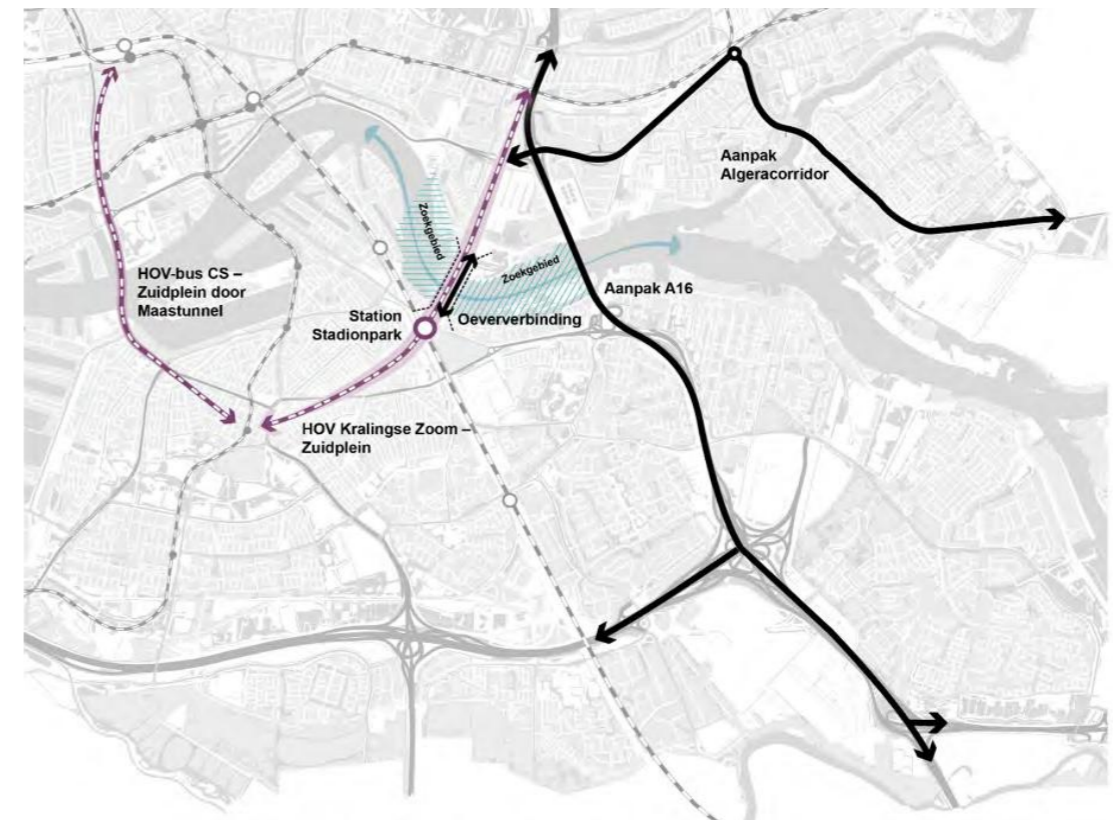 Aanpak
Algeracorridor
Zoekgebied
Zoekgebied
HOV-bus CS –
Zuidplein door
Maastunnel
Aanpak A16
Station
Stadionpark
Oeververbinding
HOV Kralingse Zoom –
Zuidplein